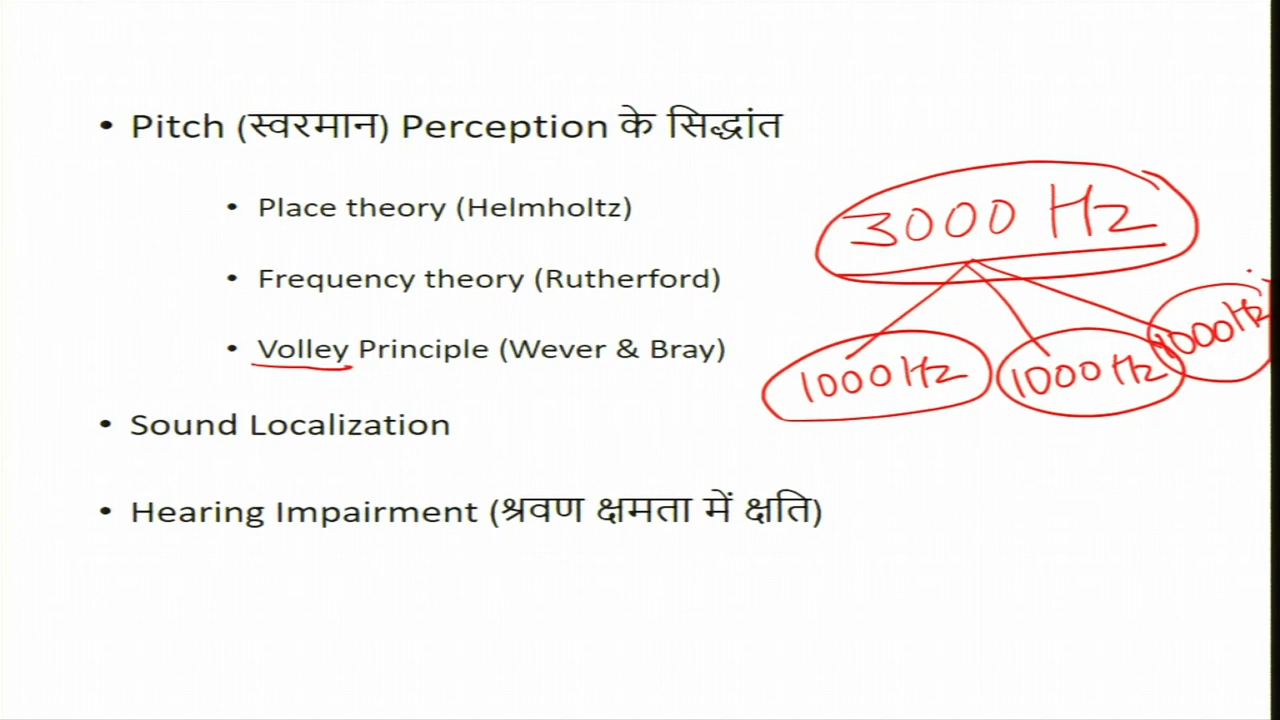 • Pitch (स्वरमान) Perception के सिद्धांत
• Place theory (Helmholtz)
• Frequency theory (Rutherford)
• Volley Principle (Wever & Bray)
• Sound Localization
• Hearing Impairment (श्रवण क्षमता में क्षति)
3000 Hz
1000 Hz
1000 Hz
1000 Hz